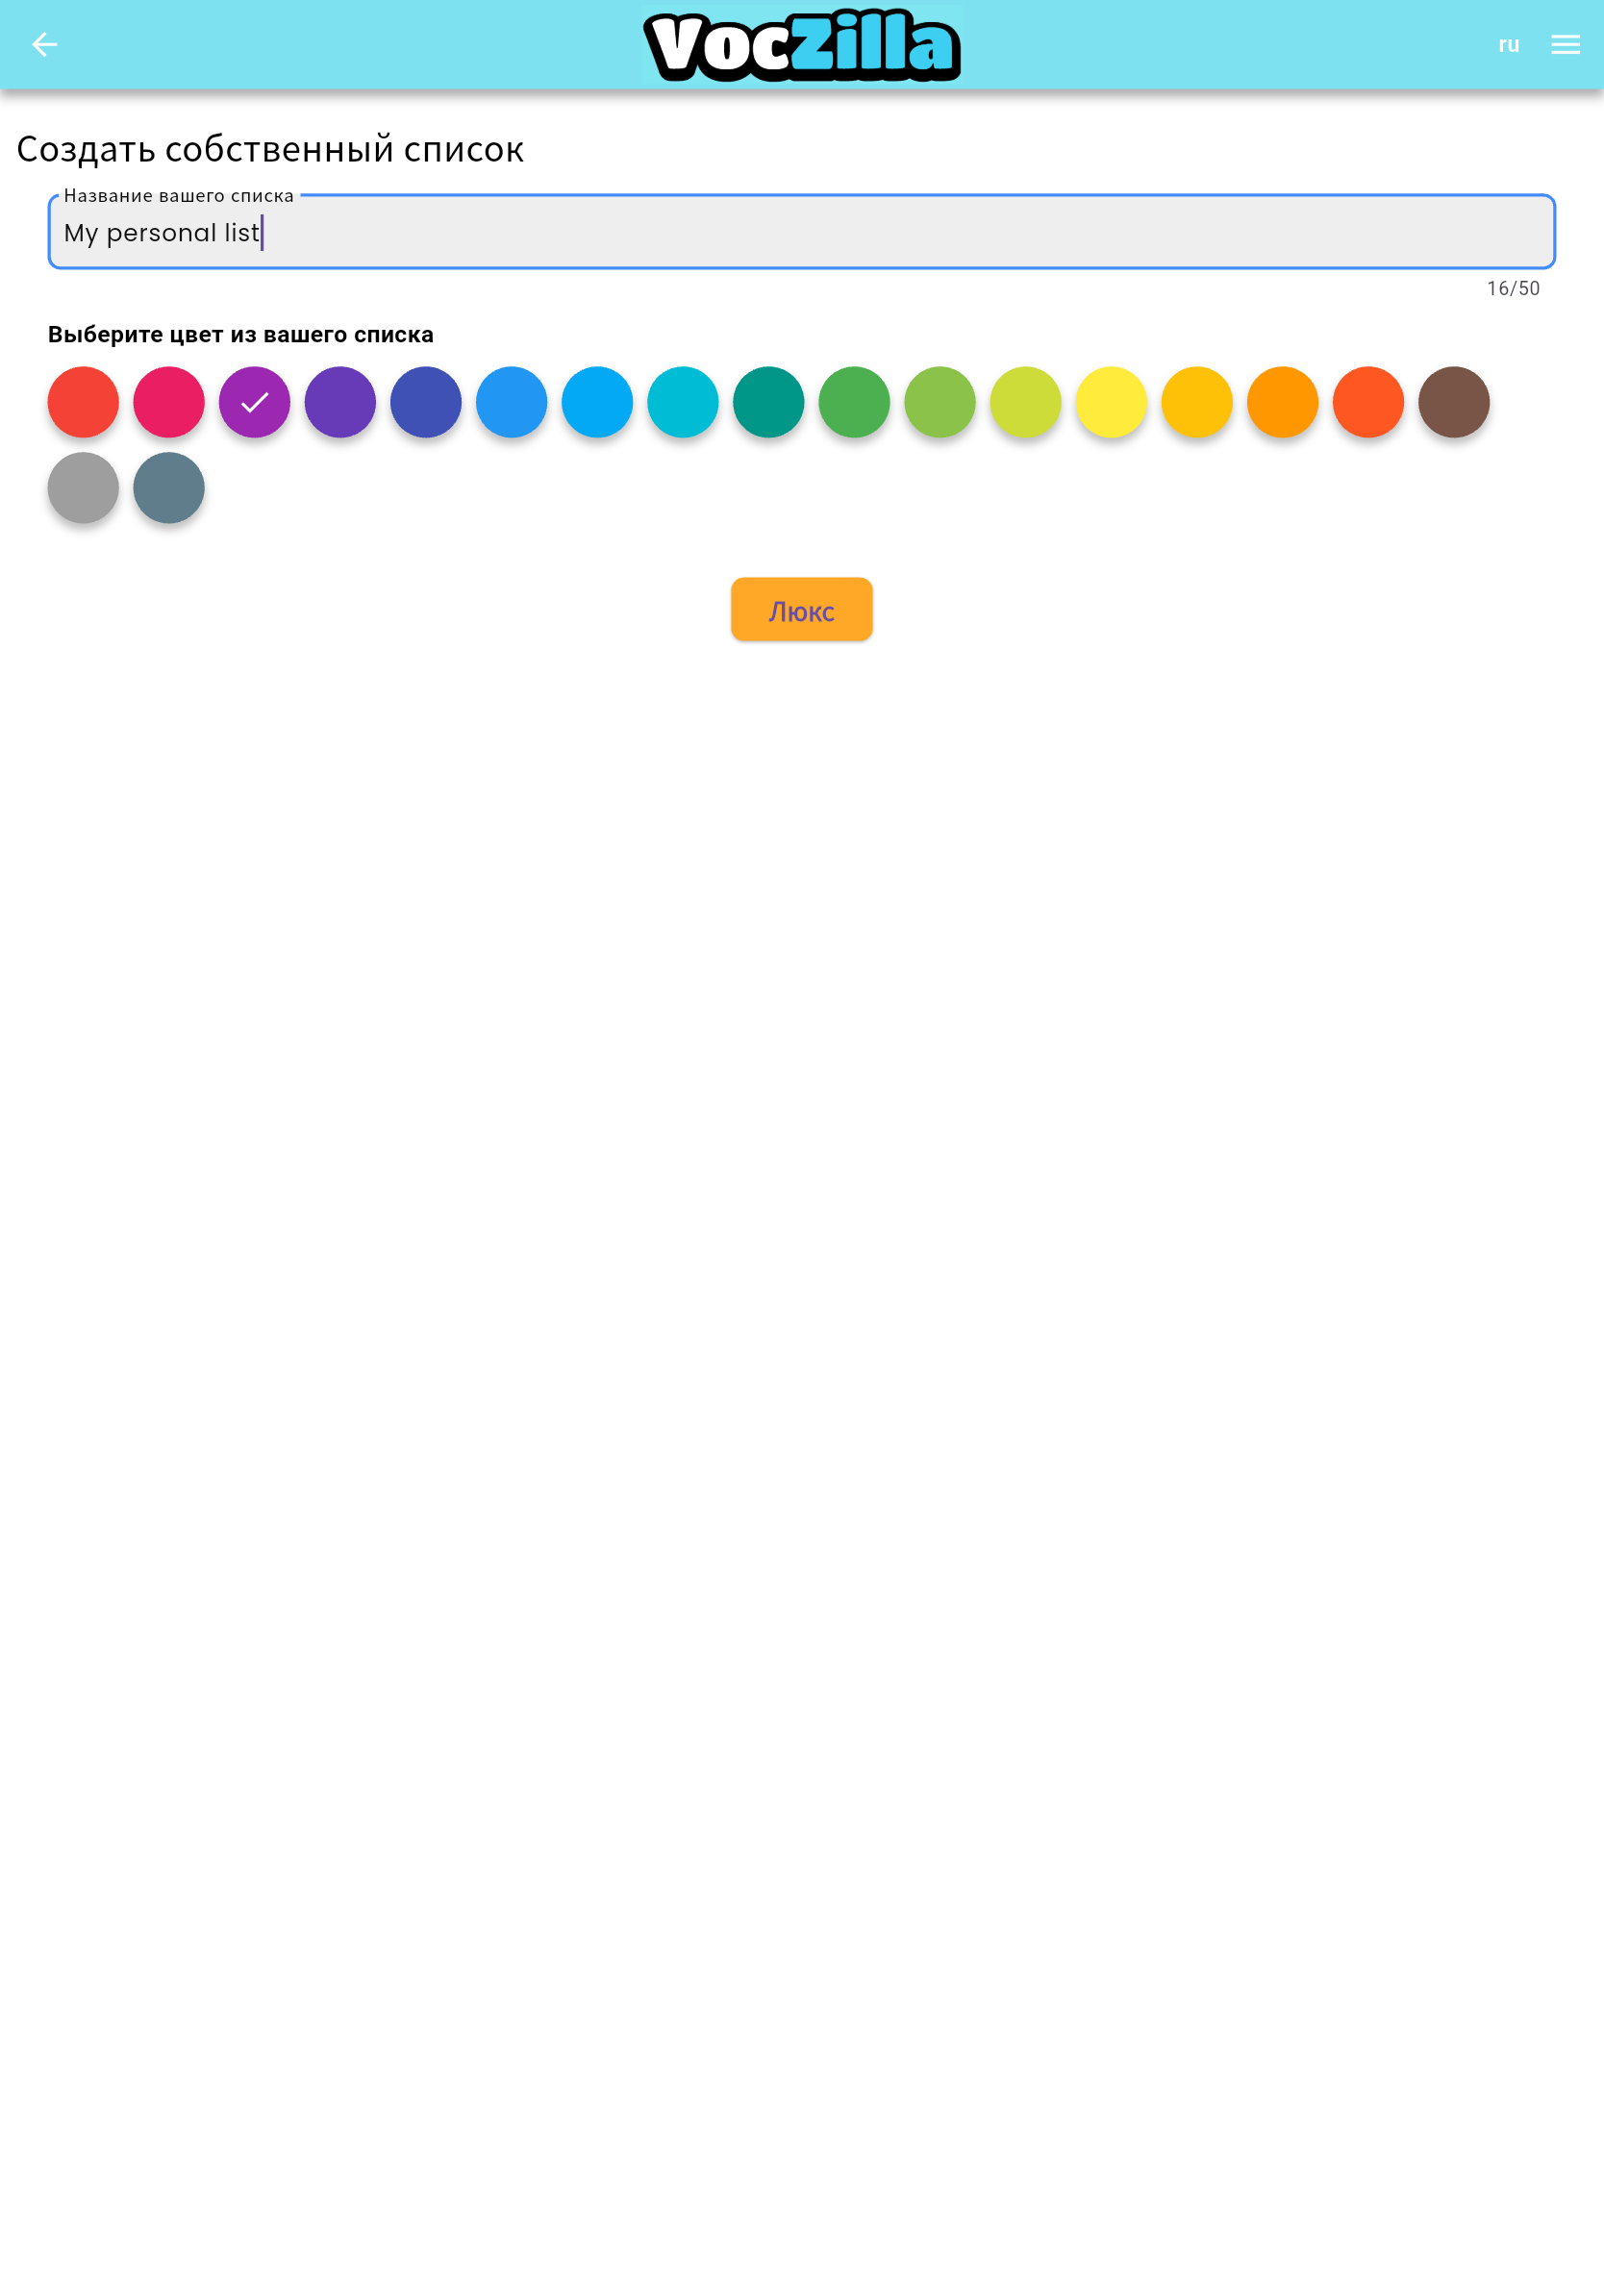 Voczilla
ru
Создать собственный список
Название вашего списка
My personal list
16/50
Выберите цвет из вашего списка
Люкс